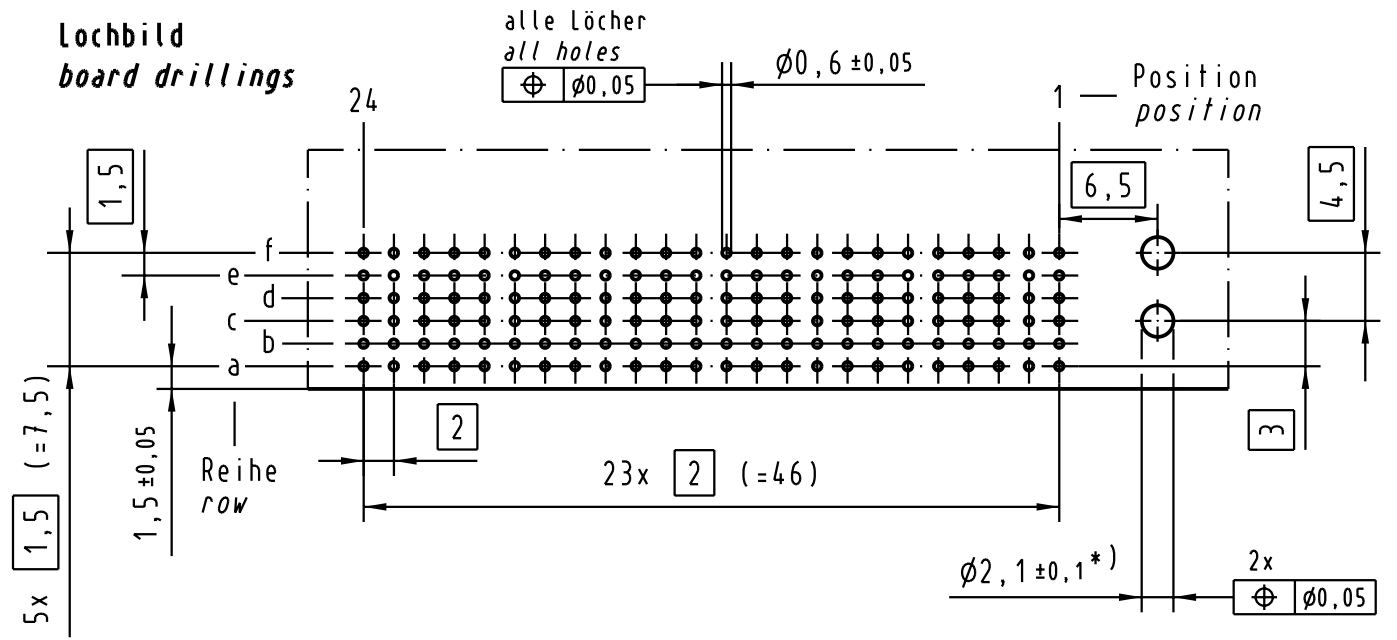 Lochbild
board drillings
alle Löcher
all holes
⌖ Ø0,05
Ø0,6 ±0,05
24
1
Position
position
1,5
6,5
4,5
f
e
d
c
b
a
5x 1,5 (=7,5)
1,5 ±0,05
Reihe
row
2
23x 2 (=46)
3
Ø2,1 ±0,1 *)
2x
⌖ Ø0,05